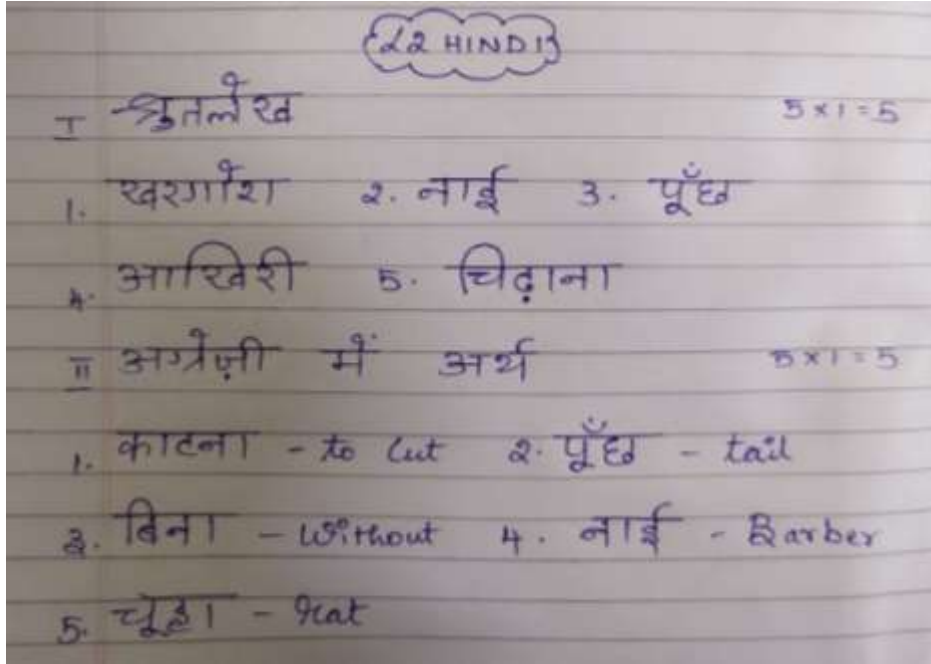 L2 HINDI
I श्रुतलेख 5 x 1 = 5
1. खरगोश 2. नाई 3. पूँछ
4. आखिरी 5. चिढ़ाना
II अग्रेज़ी में अर्थ 5 x 1 = 5
1. काटना - to cut 2. पूँछ - tail
3. बिना - Without 4. नाई - Barber
5. चूहा - rat